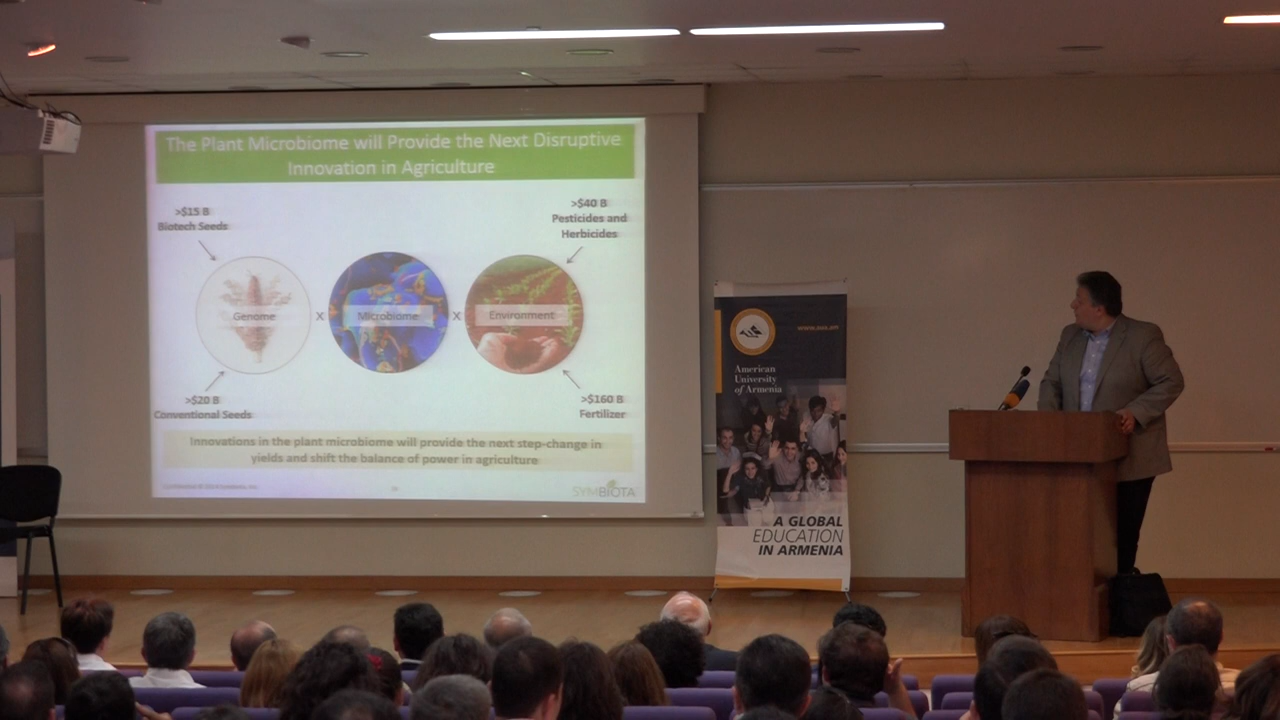 The Plant Microbiome will Provide the Next Disruptive
Innovation in Agriculture
>$15 B
Biotech Seeds
>$40 B
Pesticides and
Herbicides
Genome
X
Microbiome
X
Environment
>$20 B
Conventional Seeds
>$160 B
Fertilizer
Innovations in the plant microbiome will provide the next step-change in
yields and shift the balance of power in agriculture
SYMBIOTA
American
University
of Armenia
A GLOBAL
EDUCATION
IN ARMENIA